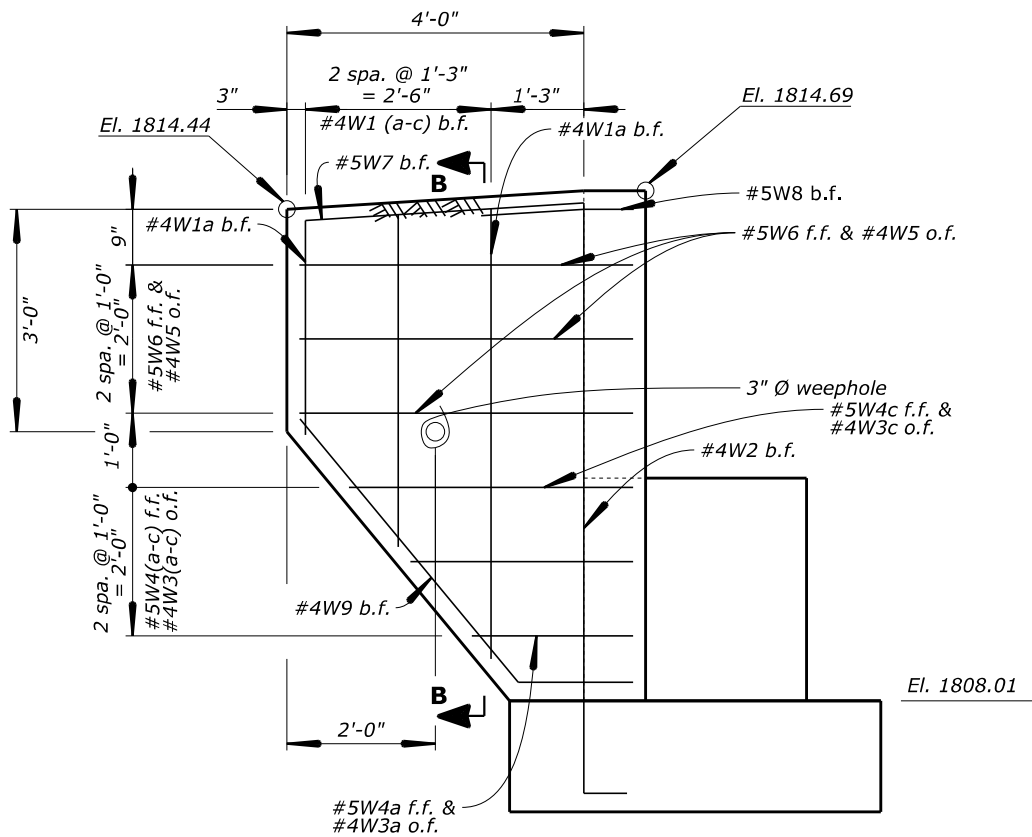 4'-0"
2 spa. @ 1'-3"
= 2'-6"
3"
1'-3"
El. 1814.69
El. 1814.44
#4W1 (a-c) b.f.
#4W1a b.f.
#5W7 b.f.
B
#5W8 b.f.
#4W1a b.f.
#5W6 f.f. & #4W5 o.f.
9"
3'-0"
2 spa. @ 1'-0"
= 2'-0"
#5W6 f.f. &
#4W5 o.f.
3" Ø weephole
#5W4c f.f. &
#4W3c o.f.
1'-0"
#4W2 b.f.
2 spa. @ 1'-0"
= 2'-0"
#5W4(a-c) f.f.
#4W3(a-c) o.f.
#4W9 b.f.
B
El. 1808.01
2'-0"
#5W4a f.f. &
#4W3a o.f.